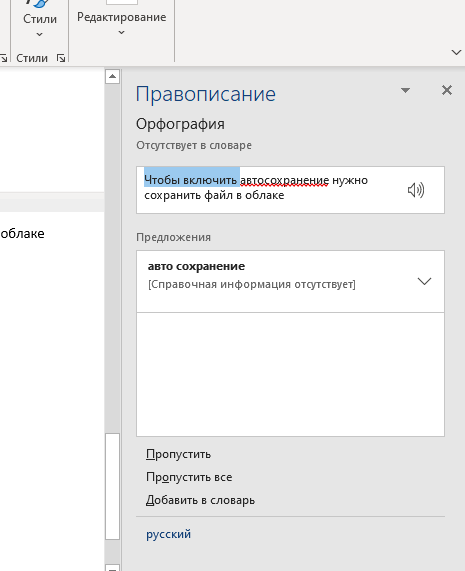 Стили
Редактирование
Стили
Правописание
Орфография
Отсутствует в словаре
облаке
Чтобы включить автосохранение нужно
сохранить файл в облаке
Предложения
авто сохранение
[Справочная информация отсутствует]
Пропустить
Пропустить все
Добавить в словарь
русский